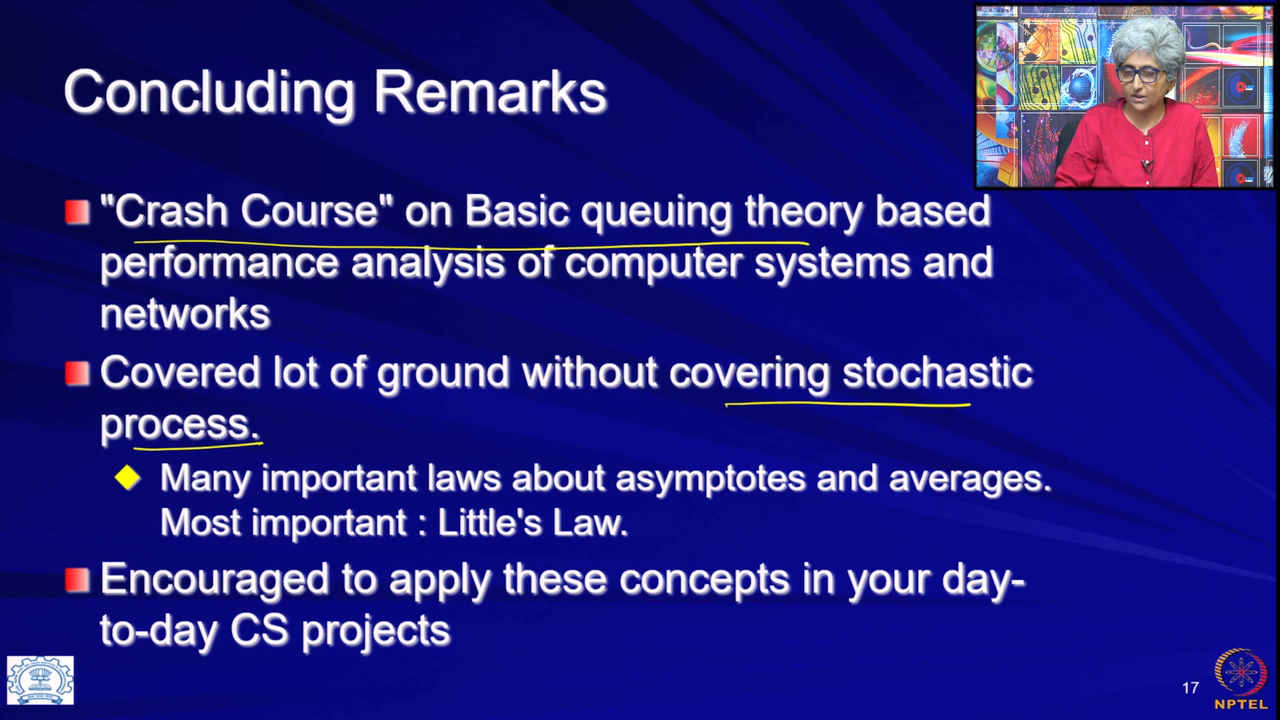 Concluding Remarks
"Crash Course" on Basic queuing theory based
performance analysis of computer systems and
networks
Covered lot of ground without covering stochastic
process.
Many important laws about asymptotes and averages.
Most important : Little's Law.
Encouraged to apply these concepts in your day-
to-day CS projects
17
NPTEL